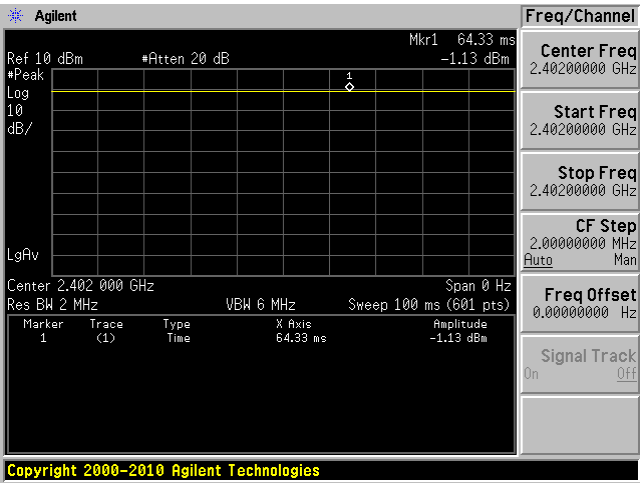 Agilent
Freq/Channel
Mkr1 64.33 ms
Ref 10 dBm #Atten 20 dB -1.13 dBm
#Peak
Log
10
dB/
1
LgAv
Center 2.402 000 GHz Span 0 Hz
Res BW 2 MHz VBW 6 MHz Sweep 100 ms (601 pts)
Marker Trace Type X Axis Amplitude
1 (1) Time 64.33 ms -1.13 dBm
Center Freq
2.40200000 GHz
Start Freq
2.40200000 GHz
Stop Freq
2.40200000 GHz
CF Step
2.00000000 MHz
Auto Man
Freq Offset
0.00000000 Hz
Signal Track
On Off
Copyright 2000-2010 Agilent Technologies